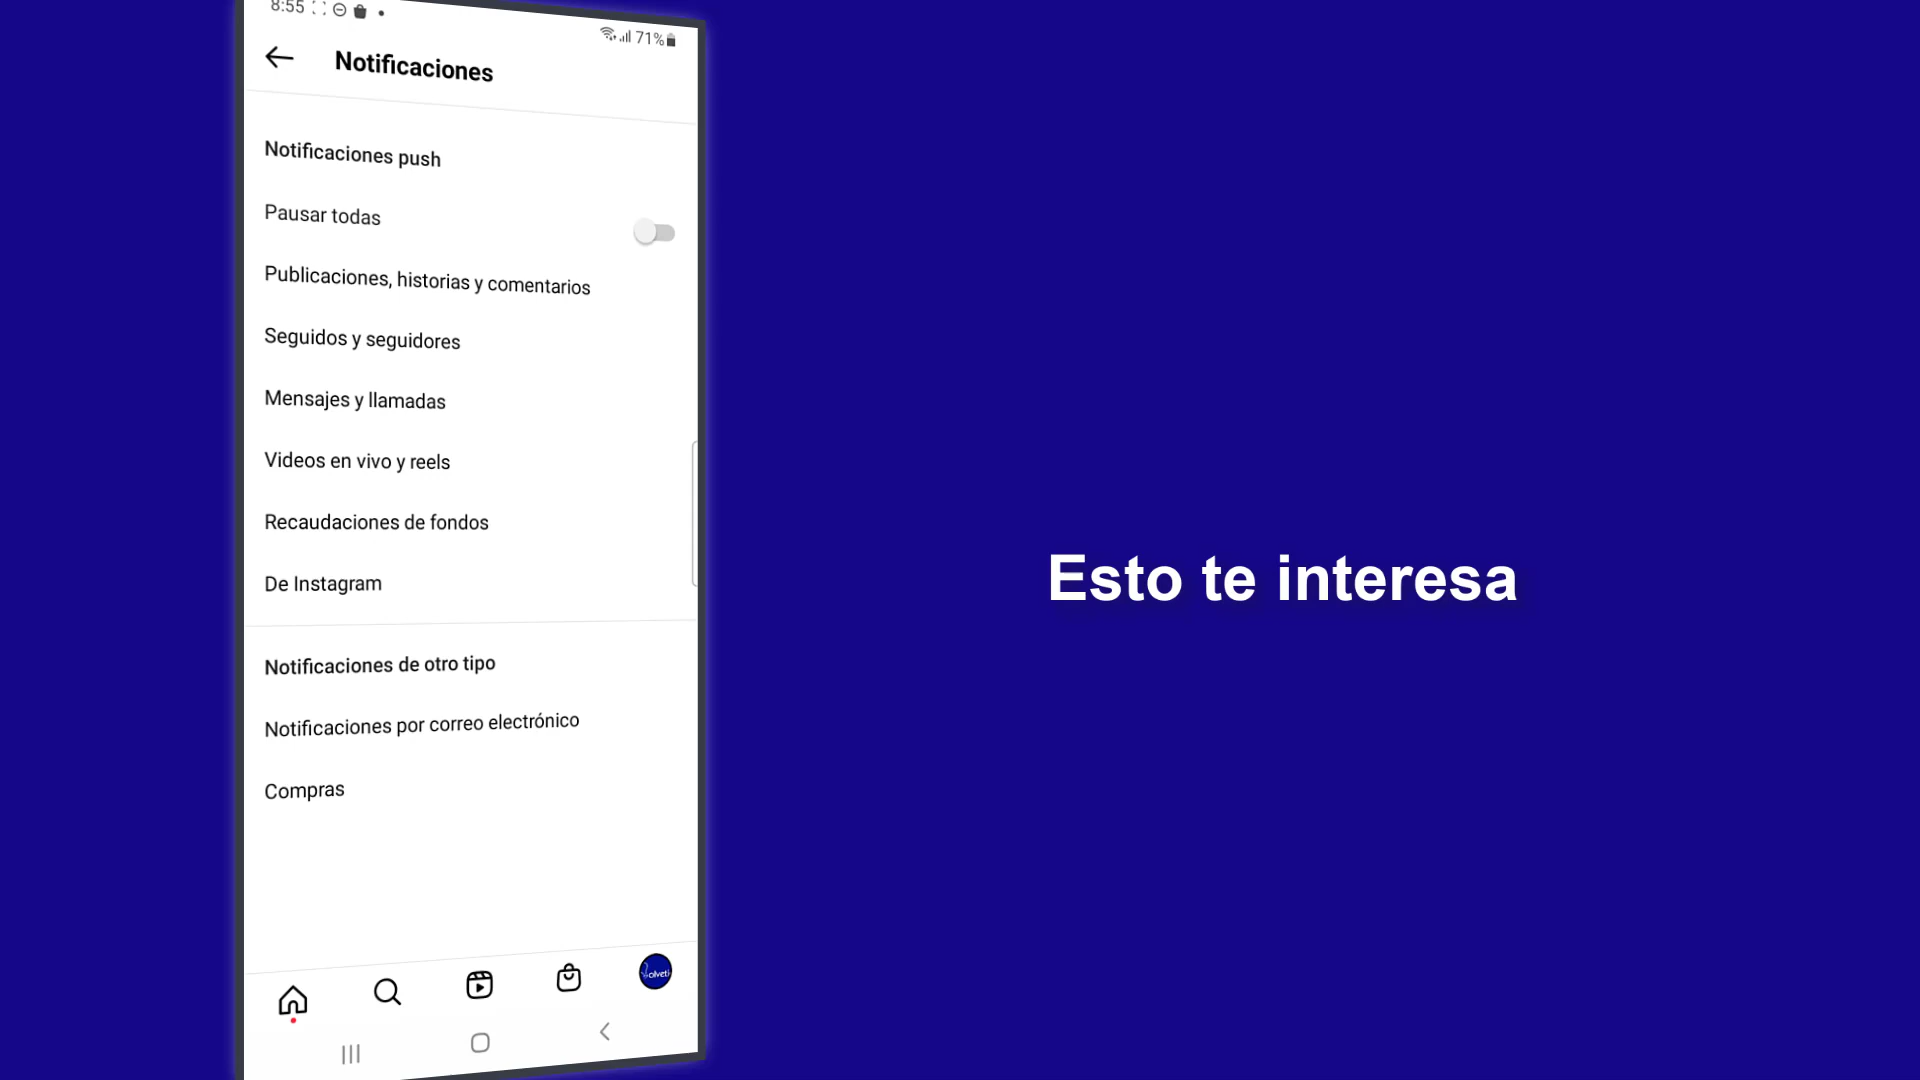 8:55
71%
Notificaciones
Notificaciones push
Pausar todas
Publicaciones, historias y comentarios
Seguidos y seguidores
Mensajes y llamadas
Videos en vivo y reels
Recaudaciones de fondos
De Instagram
Notificaciones de otro tipo
Notificaciones por correo electrónico
Compras
Esto te interesa